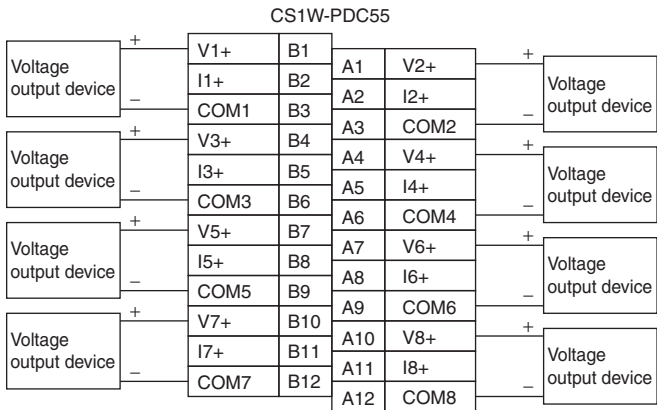 CS1W-PDC55
+ V1+ B1
Voltage output device
I1+ B2
− COM1 B3
A1 V2+ +
Voltage output device
A2 I2+
A3 COM2 −
+ V3+ B4
Voltage output device
I3+ B5
− COM3 B6
A4 V4+ +
Voltage output device
A5 I4+
A6 COM4 −
+ V5+ B7
Voltage output device
I5+ B8
− COM5 B9
A7 V6+ +
Voltage output device
A8 I6+
A9 COM6 −
+ V7+ B10
Voltage output device
I7+ B11
− COM7 B12
A10 V8+ +
Voltage output device
A11 I8+
A12 COM8 −